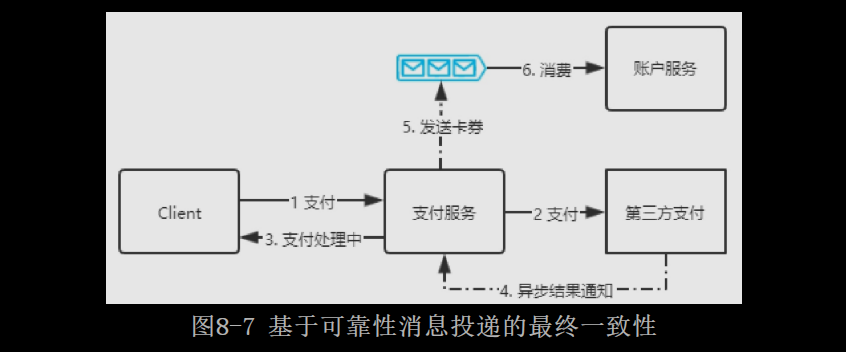 6. 消费
账户服务
5. 发送卡券
Client
1 支付
3. 支付处理中
支付服务
2 支付
第三方支付
4. 异步结果通知
图8-7 基于可靠性消息投递的最终一致性